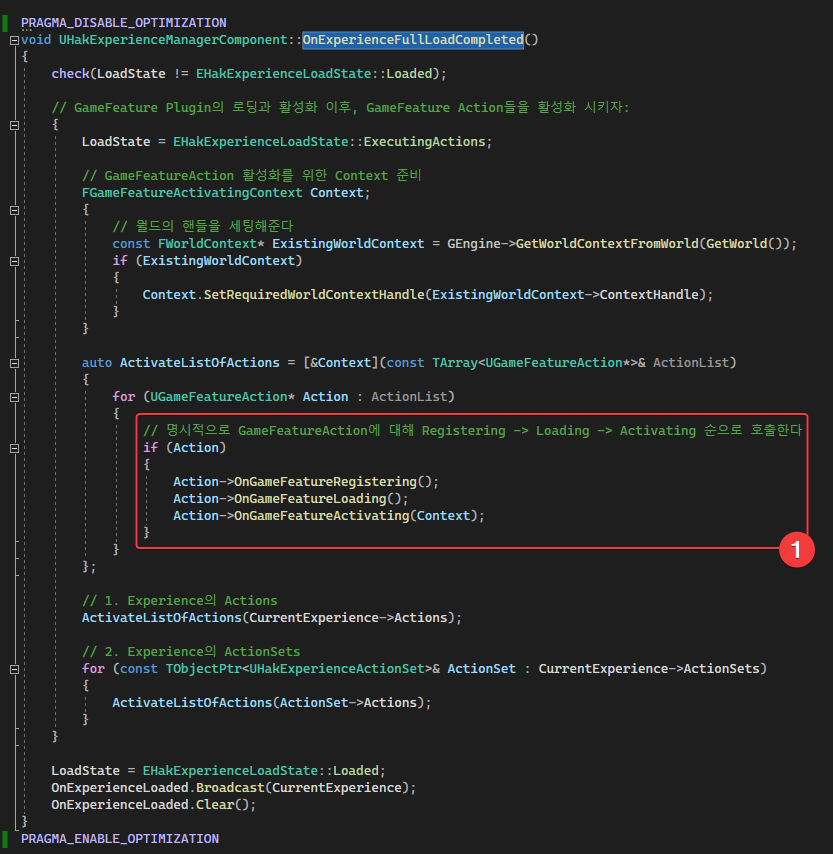 PRAGMA_DISABLE_OPTIMIZATION
void UHakExperienceManagerComponent::OnExperienceFullLoadCompleted()
{
check(LoadState != EHakExperienceLoadState::Loaded);
// GameFeature Plugin의 로딩과 활성화 이후, GameFeature Action들을 활성화 시키자:
{
LoadState = EHakExperienceLoadState::ExecutingActions;
// GameFeatureAction 활성화를 위한 Context 준비
FGameFeatureActivatingContext Context;
{
// 월드의 핸들을 세팅해준다
const FWorldContext* ExistingWorldContext = GEngine->GetWorldContextFromWorld(GetWorld());
if (ExistingWorldContext)
{
Context.SetRequiredWorldContextHandle(ExistingWorldContext->ContextHandle);
}
}
auto ActivateListOfActions = [&Context](const TArray<UGameFeatureAction*>& ActionList)
{
for (UGameFeatureAction* Action : ActionList)
{
// 명시적으로 GameFeatureAction에 대해 Registering -> Loading -> Activating 순으로 호출한다
if (Action)
{
Action->OnGameFeatureRegistering();
Action->OnGameFeatureLoading();
Action->OnGameFeatureActivating(Context);
}
}
1
};
// 1. Experience의 Actions
ActivateListOfActions(CurrentExperience->Actions);
// 2. Experience의 ActionSets
for (const TObjectPtr<UHakExperienceActionSet>& ActionSet : CurrentExperience->ActionSets)
{
ActivateListOfActions(ActionSet->Actions);
}
}
LoadState = EHakExperienceLoadState::Loaded;
OnExperienceLoaded.Broadcast(CurrentExperience);
OnExperienceLoaded.Clear();
}
PRAGMA_ENABLE_OPTIMIZATION